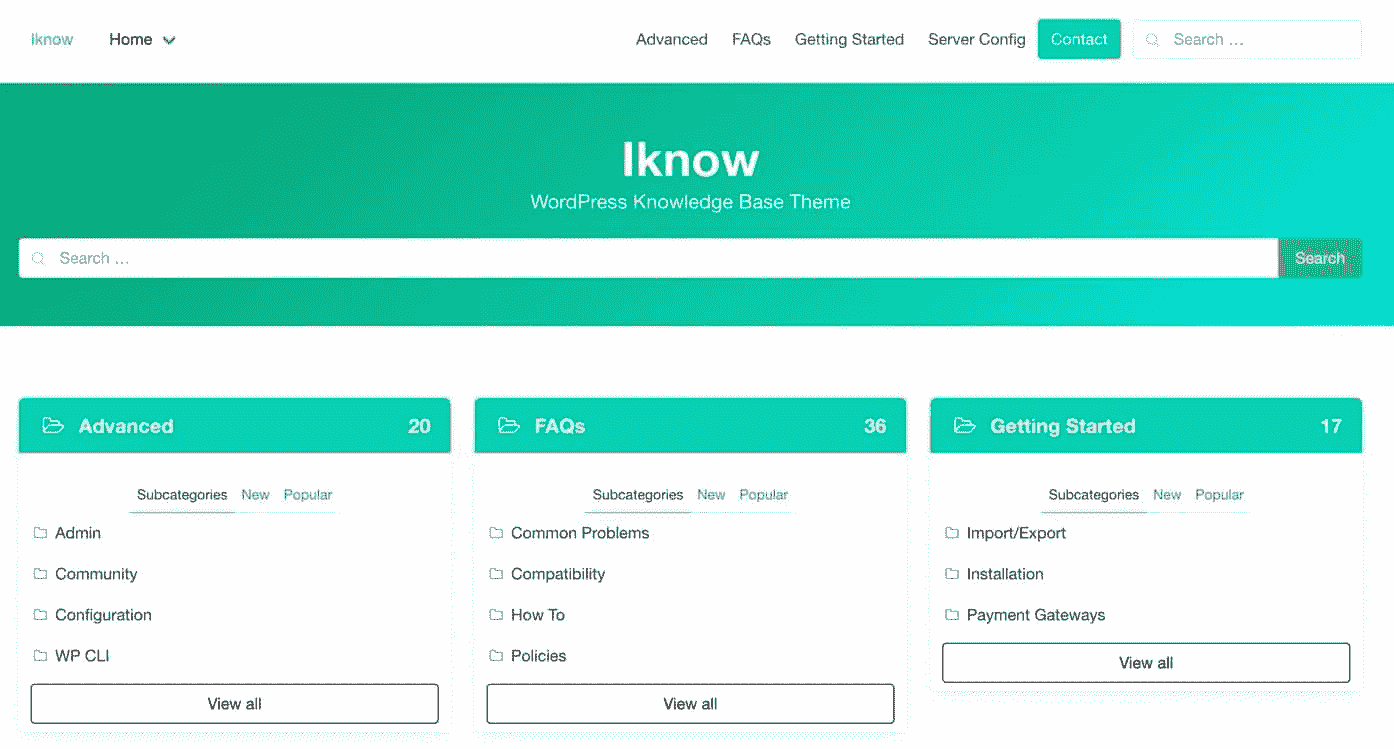 Iknow Home Advanced FAQs Getting Started Server Config Contact Search ...
Iknow
WordPress Knowledge Base Theme
Search ... Search
Advanced 20
Subcategories New Popular
Admin
Community
Configuration
WP CLI
View all
FAQs 36
Subcategories New Popular
Common Problems
Compatibility
How To
Policies
View all
Getting Started 17
Subcategories New Popular
Import/Export
Installation
Payment Gateways
View all